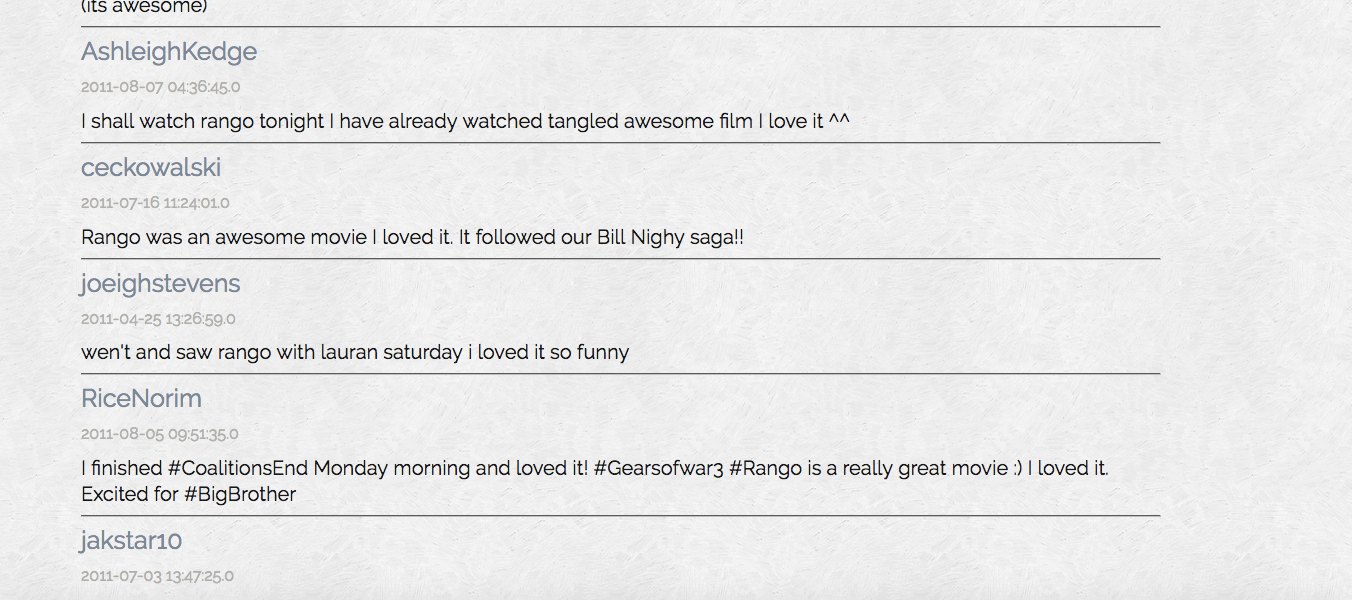 (its awesome)
AshleighKedge
2011-08-07 04:36:45.0
I shall watch rango tonight I have already watched tangled awesome film I love it ^^
ceckowalski
2011-07-16 11:24:01.0
Rango was an awesome movie I loved it. It followed our Bill Nighy saga!!
joeighstevens
2011-04-25 13:26:59.0
wen't and saw rango with lauran saturday i loved it so funny
RiceNorim
2011-08-05 09:51:35.0
I finished #CoalitionsEnd Monday morning and loved it! #Gearsofwar3 #Rango is a really great movie :) I loved it.
Excited for #BigBrother
jakstar10
2011-07-03 13:47:25.0